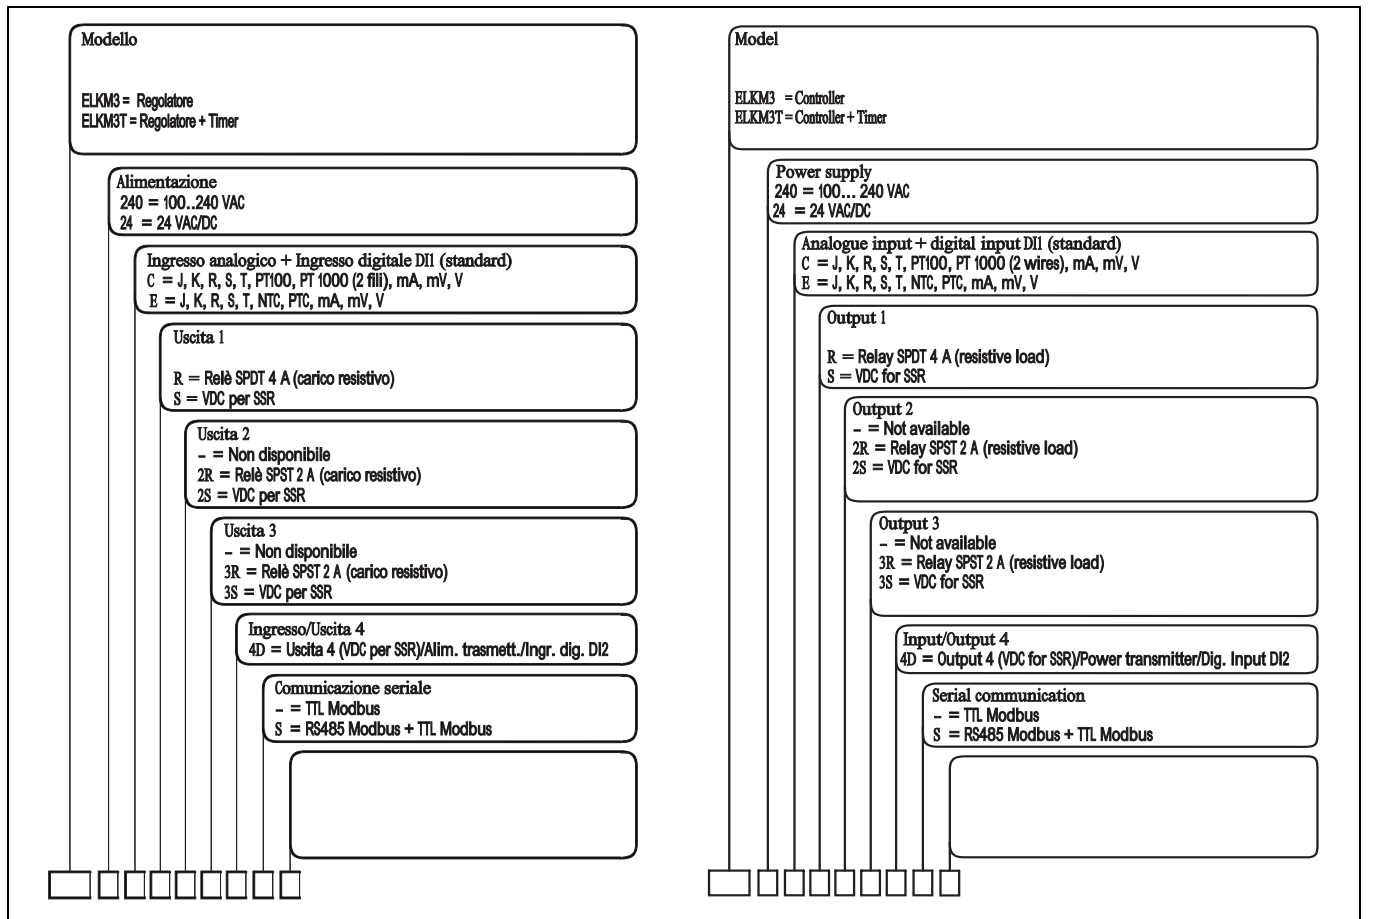 Modello
ELKM3 = Regolatore
ELKM3T = Regolatore + Timer
Alimentazione
240 = 100..240 VAC
24 = 24 VAC/DC
Ingresso analogico + Ingresso digitale DI1 (standard)
C = J, K, R, S, T, PT100, PT 1000 (2 fili), mA, mV, V
E = J, K, R, S, T, NTC, PTC, mA, mV, V
Uscita 1
R = Relè SPDT 4 A (carico resistivo)
S = VDC per SSR
Uscita 2
– = Non disponibile
2R = Relè SPST 2 A (carico resistivo)
2S = VDC per SSR
Uscita 3
– = Non disponibile
3R = Relè SPST 2 A (carico resistivo)
3S = VDC per SSR
Ingresso/Uscita 4
4D = Uscita 4 (VDC per SSR)/Alim. trasmett./Ingr. dig. DI2
Comunicazione seriale
– = TTL Modbus
S = RS485 Modbus + TTL Modbus
Model
ELKM3 = Controller
ELKM3T = Controller + Timer
Power supply
240 = 100... 240 VAC
24 = 24 VAC/DC
Analogue input + digital input DI1 (standard)
C = J, K, R, S, T, PT100, PT 1000 (2 wires), mA, mV, V
E = J, K, R, S, T, NTC, PTC, mA, mV, V
Output 1
R = Relay SPDT 4 A (resistive load)
S = VDC for SSR
Output 2
– = Not available
2R = Relay SPST 2 A (resistive load)
2S = VDC for SSR
Output 3
– = Not available
3R = Relay SPST 2 A (resistive load)
3S = VDC for SSR
Input/Output 4
4D = Output 4 (VDC for SSR)/Power transmitter/Dig. Input DI2
Serial communication
– = TTL Modbus
S = RS485 Modbus + TTL Modbus